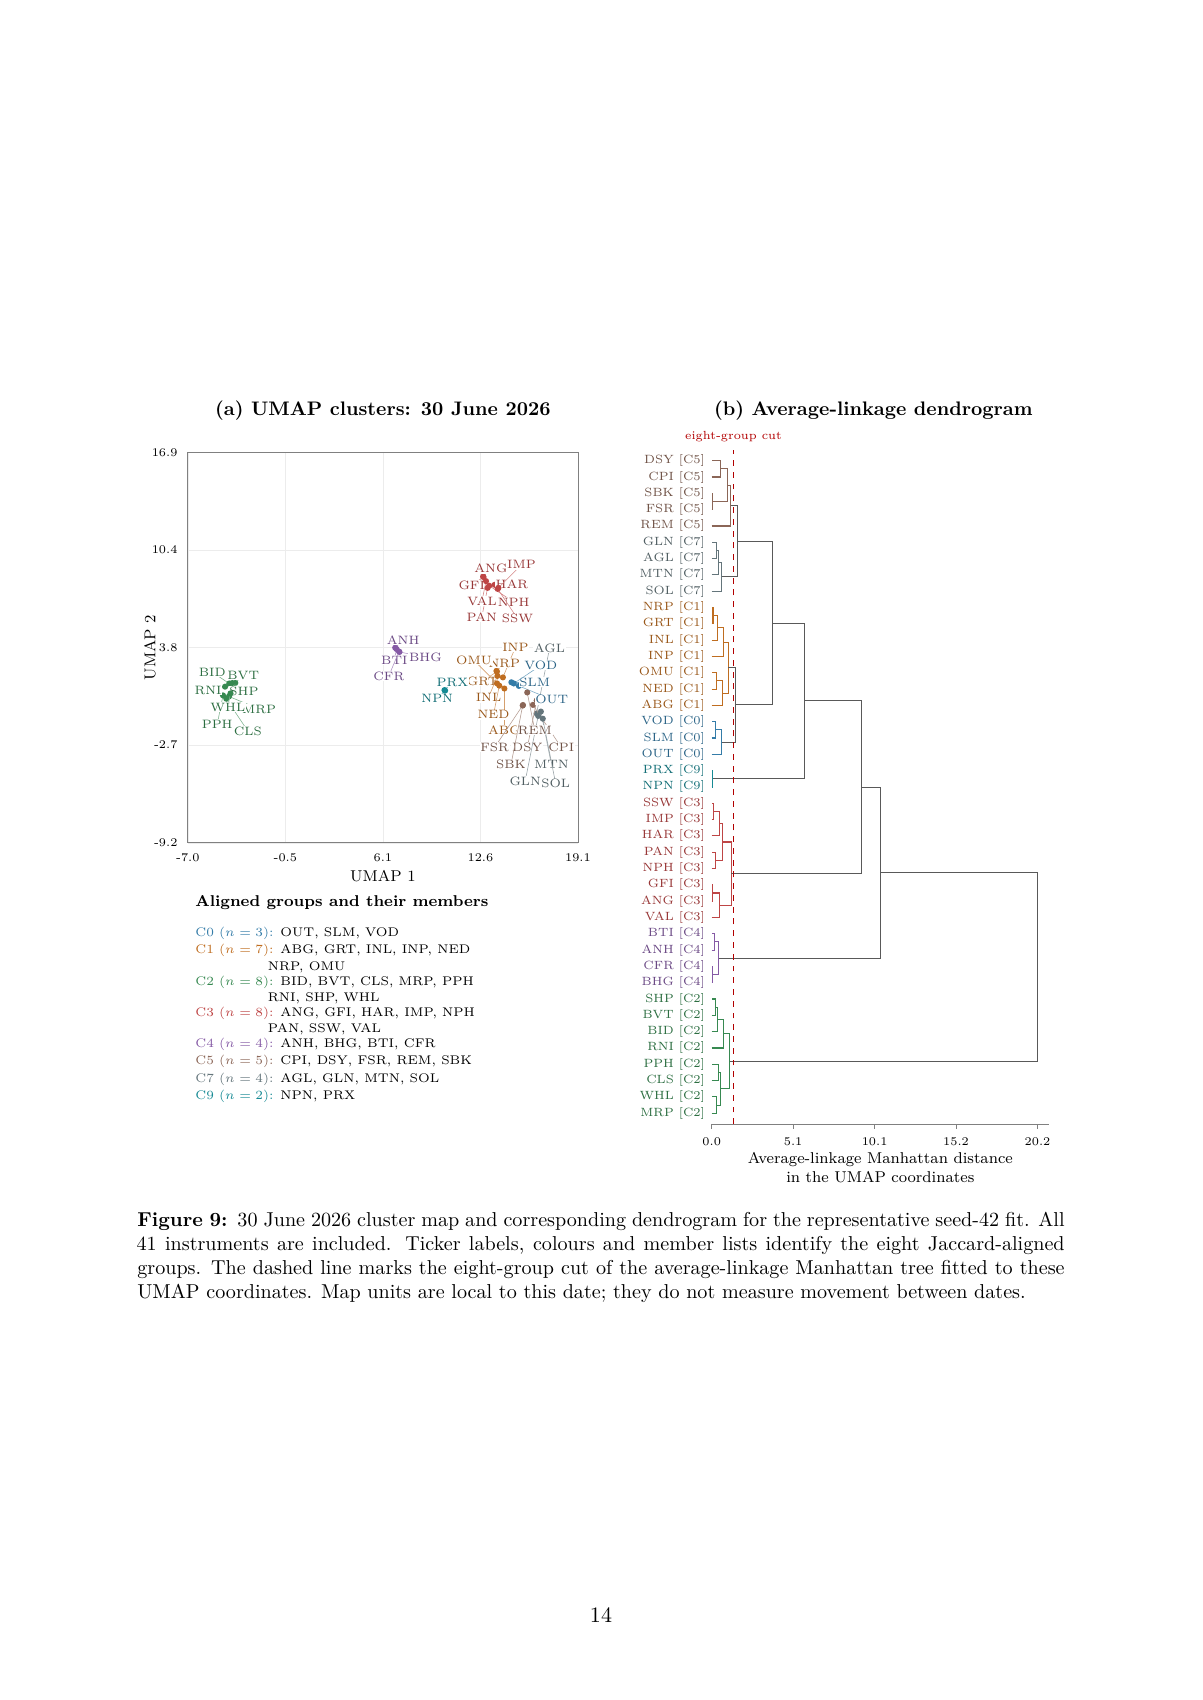 (a) UMAP clusters: 30 June 2026
16.9
10.4
3.8
-2.7
-9.2
UMAP 2
ANG IMP
GFI HAR
VAL NPH
PAN SSW
ANH
BTI BHG
CFR
INP AGL
OMU NRP VOD
BID BVT
PRX GRT SLM
RNI SHP
NPN INL OUT
WHL MRP
NED
PPH CLS
ABG REM
FSR DSY CPI
SBK MTN
GLN SOL
-7.0 -0.5 6.1 12.6 19.1
UMAP 1
Aligned groups and their members
C0 (n = 3): OUT, SLM, VOD
C1 (n = 7): ABG, GRT, INL, INP, NED
NRP, OMU
C2 (n = 8): BID, BVT, CLS, MRP, PPH
RNI, SHP, WHL
C3 (n = 8): ANG, GFI, HAR, IMP, NPH
PAN, SSW, VAL
C4 (n = 4): ANH, BHG, BTI, CFR
C5 (n = 5): CPI, DSY, FSR, REM, SBK
C7 (n = 4): AGL, GLN, MTN, SOL
C9 (n = 2): NPN, PRX
(b) Average-linkage dendrogram
eight-group cut
DSY [C5]
CPI [C5]
SBK [C5]
FSR [C5]
REM [C5]
GLN [C7]
AGL [C7]
MTN [C7]
SOL [C7]
NRP [C1]
GRT [C1]
INL [C1]
INP [C1]
OMU [C1]
NED [C1]
ABG [C1]
VOD [C0]
SLM [C0]
OUT [C0]
PRX [C9]
NPN [C9]
SSW [C3]
IMP [C3]
HAR [C3]
PAN [C3]
NPH [C3]
GFI [C3]
ANG [C3]
VAL [C3]
BTI [C4]
ANH [C4]
CFR [C4]
BHG [C4]
SHP [C2]
BVT [C2]
BID [C2]
RNI [C2]
PPH [C2]
CLS [C2]
WHL [C2]
MRP [C2]
0.0 5.1 10.1 15.2 20.2
Average-linkage Manhattan distance
in the UMAP coordinates
Figure 9: 30 June 2026 cluster map and corresponding dendrogram for the representative seed-42 fit. All
41 instruments are included. Ticker labels, colours and member lists identify the eight Jaccard-aligned
groups. The dashed line marks the eight-group cut of the average-linkage Manhattan tree fitted to these
UMAP coordinates. Map units are local to this date; they do not measure movement between dates.
14